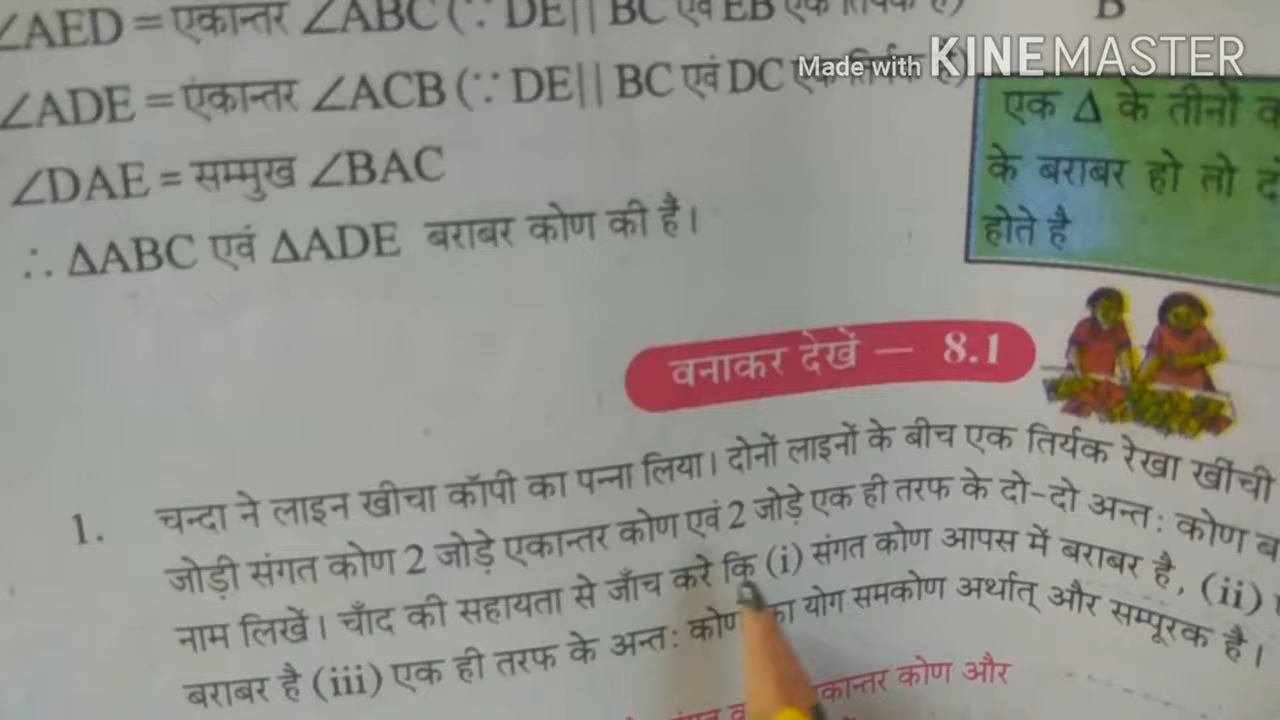 ∠AED = एकान्तर ∠ABC (∵ DE|| BC एवं EB एक
B
Made with KINEMASTER
∠ADE = एंकान्तर ∠ACB (∵ DE|| BC एवं DC एक तिर्यक है)
एक Δ के तीनों
∠DAE = सम्मुख ∠BAC
के बराबर हो तो
∴ ΔABC एवं ΔADE बराबर कोण की है।
होते है
वनाकर देखें – 8.1
1. चन्दा ने लाइन खीचा कॉपी का पन्ना लिया। दोनों लाइनों के बीच एक तिर्यक रेखा खींची
जोड़ी संगत कोण 2 जोड़े एकान्तर कोण एवं 2 जोड़े एक ही तरफ के दो-दो अन्त: कोण
नाम लिखें। चाँद की सहायता से जाँच करे कि (i) संगत कोण आपस में बराबर है, (ii)
बराबर है (iii) एक ही तरफ के अन्त: कोण का योग समकोण अर्थात् और सम्पूरक है।
कोण और